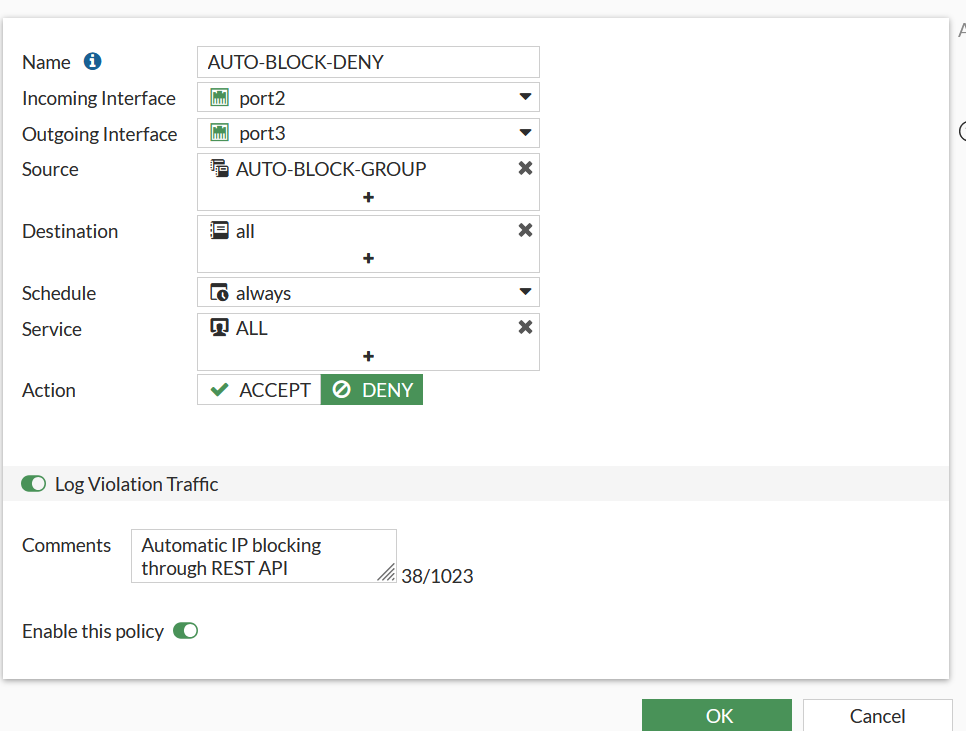 Name
AUTO-BLOCK-DENY
Incoming Interface
port2
Outgoing Interface
port3
Source
AUTO-BLOCK-GROUP
+
Destination
all
+
Schedule
always
Service
ALL
+
Action
ACCEPT
DENY
Log Violation Traffic
Comments
Automatic IP blocking
through REST API
38/1023
Enable this policy
OK
Cancel